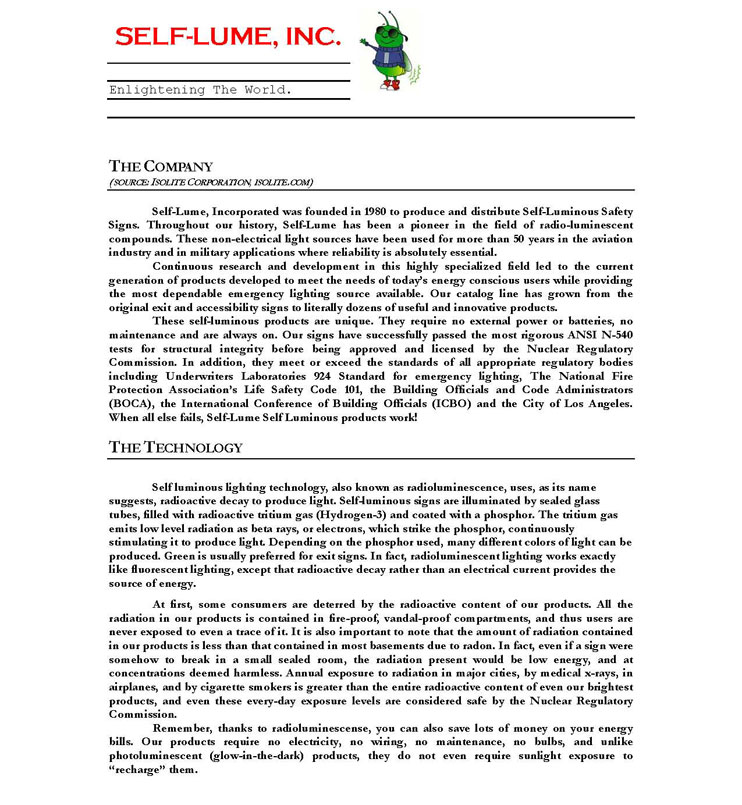 SELF-LUME, INC.
Enlightening The World.
THE COMPANY
(SOURCE: ISOLITE CORPORATION, ISOLITE.COM)
Self-Lume, Incorporated was founded in 1980 to produce and distribute Self-Luminous Safety
Signs. Throughout our history, Self-Lume has been a pioneer in the field of radio-luminescent
compounds. These non-electrical light sources have been used for more than 50 years in the aviation
industry and in military applications where reliability is absolutely essential.
Continuous research and development in this highly specialized field led to the current
generation of products developed to meet the needs of today's energy conscious users while providing
the most dependable emergency lighting source available. Our catalog line has grown from the
original exit and accessibility signs to literally dozens of useful and innovative products.
These self-luminous products are unique. They require no external power or batteries, no
maintenance and are always on. Our signs have successfully passed the most rigorous ANSI N-540
tests for structural integrity before being approved and licensed by the Nuclear Regulatory
Commission. In addition, they meet or exceed the standards of all appropriate regulatory bodies
including Underwriters Laboratories 924 Standard for emergency lighting, The National Fire
Protection Association's Life Safety Code 101, the Building Officials and Code Administrators
(BOCA), the International Conference of Building Officials (ICBO) and the City of Los Angeles.
When all else fails, Self-Lume Self Luminous products work!
THE TECHNOLOGY
Self luminous lighting technology, also known as radioluminescence, uses, as its name
suggests, radioactive decay to produce light. Self-luminous signs are illuminated by sealed glass
tubes, filled with radioactive tritium gas (Hydrogen-3) and coated with a phosphor. The tritium gas
emits low level radiation as beta rays, or electrons, which strike the phosphor, continuously
stimulating it to produce light. Depending on the phosphor used, many different colors of light can be
produced. Green is usually preferred for exit signs. In fact, radioluminescent lighting works exactly
like fluorescent lighting, except that radioactive decay rather than an electrical current provides the
source of energy.
At first, some consumers are deterred by the radioactive content of our products. All the
radiation in our products is contained in fire-proof, vandal-proof compartments, and thus users are
never exposed to even a trace of it. It is also important to note that the amount of radiation contained
in our products is less than that contained in most basements due to radon. In fact, even if a sign were
somehow to break in a small sealed room, the radiation present would be low energy, and at
concentrations deemed harmless. Annual exposure to radiation in major cities, by medical x-rays, in
airplanes, and by cigarette smokers is greater than the entire radioactive content of even our brightest
products, and even these every-day exposure levels are considered safe by the Nuclear Regulatory
Commission.
Remember, thanks to radioluminescense, you can also save lots of money on your energy
bills. Our products require no electricity, no wiring, no maintenance, no bulbs, and unlike
photoluminescent (glow-in-the-dark) products, they do not even require sunlight exposure to
“recharge” them.